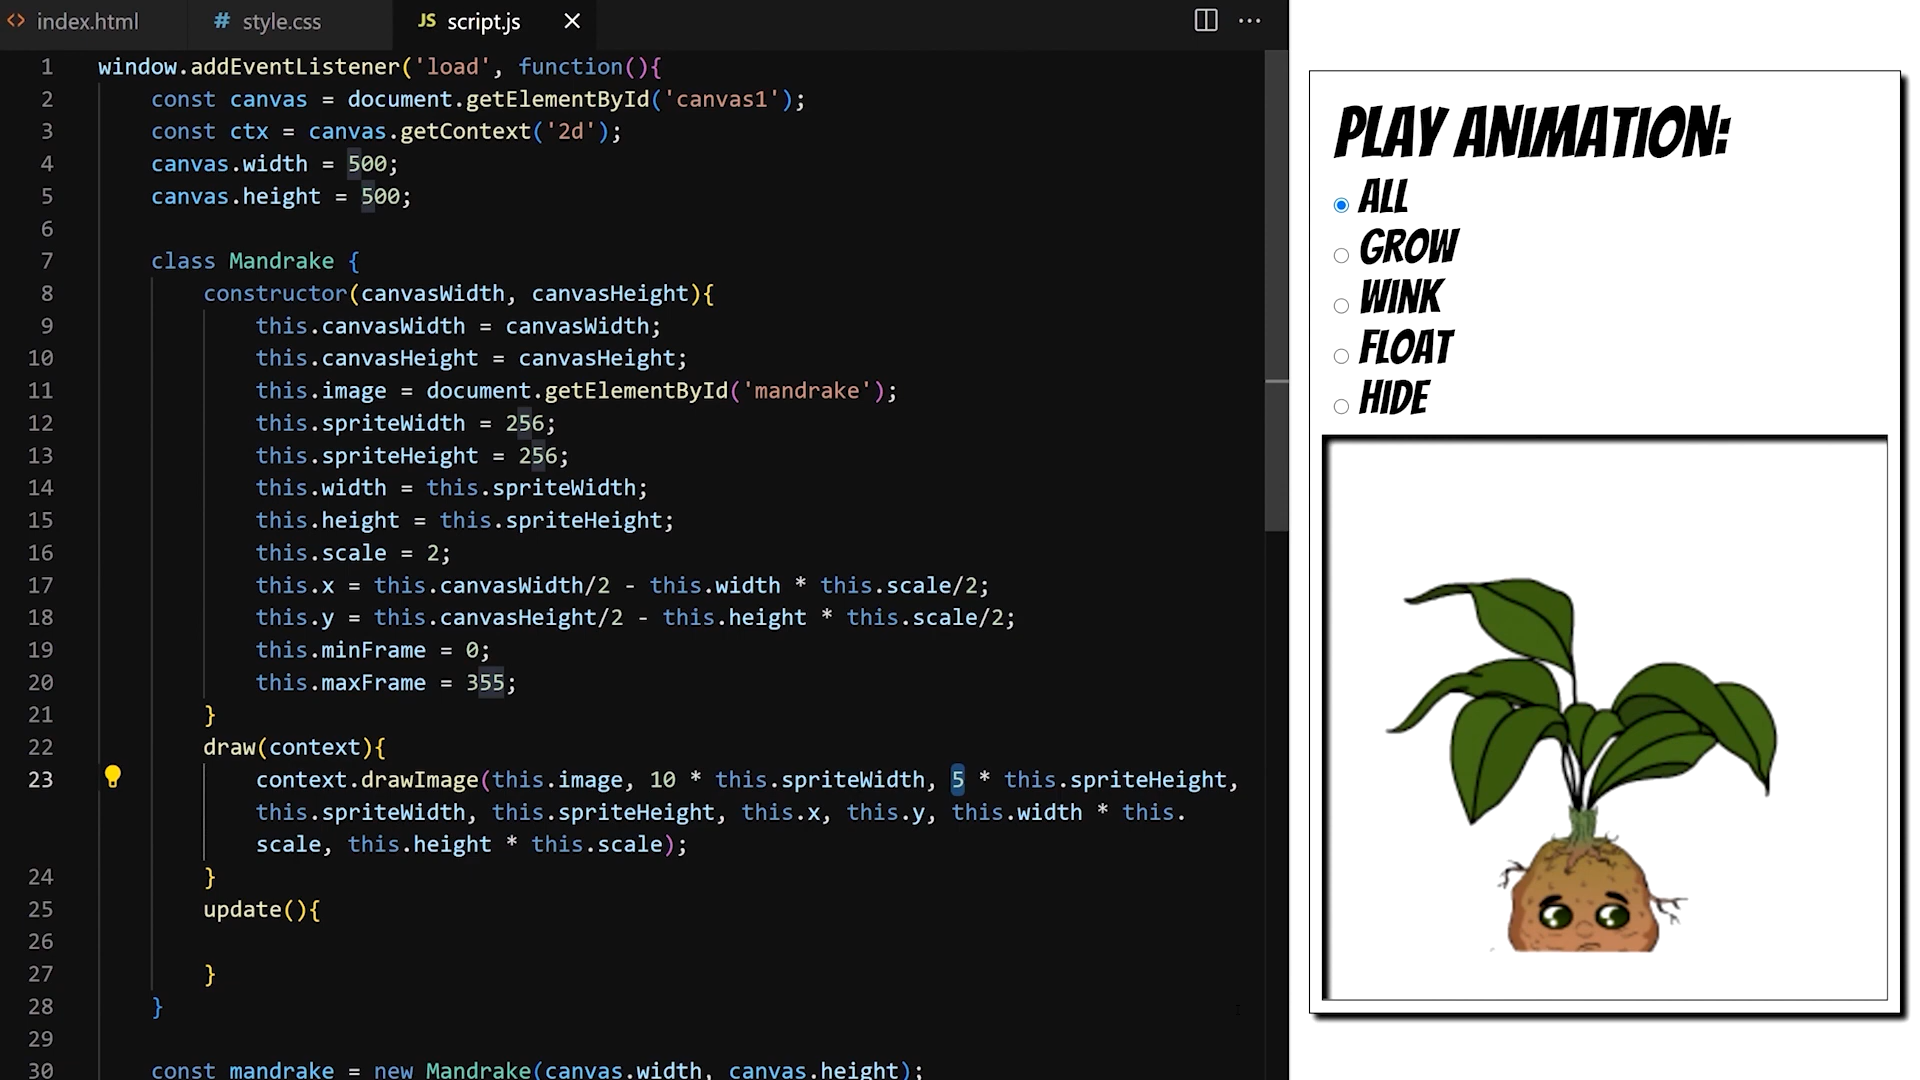 index.html
# style.css
JS script.js
1 window.addEventListener('load', function(){
2 const canvas = document.getElementById('canvas1');
3 const ctx = canvas.getContext('2d');
4 canvas.width = 500;
5 canvas.height = 500;
6
7 class Mandrake {
8 constructor(canvasWidth, canvasHeight){
9 this.canvasWidth = canvasWidth;
10 this.canvasHeight = canvasHeight;
11 this.image = document.getElementById('mandrake');
12 this.spriteWidth = 256;
13 this.spriteHeight = 256;
14 this.width = this.spriteWidth;
15 this.height = this.spriteHeight;
16 this.scale = 2;
17 this.x = this.canvasWidth/2 - this.width * this.scale/2;
18 this.y = this.canvasHeight/2 - this.height * this.scale/2;
19 this.minFrame = 0;
20 this.maxFrame = 355;
21 }
22 draw(context){
23 context.drawImage(this.image, 10 * this.spriteWidth, 5 * this.spriteHeight,
this.spriteWidth, this.spriteHeight, this.x, this.y, this.width * this.
scale, this.height * this.scale);
24 }
25 update(){
26
27 }
28 }
29
30 const mandrake = new Mandrake(canvas.width, canvas.height);
PLAY ANIMATION:
ALL
GROW
WINK
FLOAT
HIDE